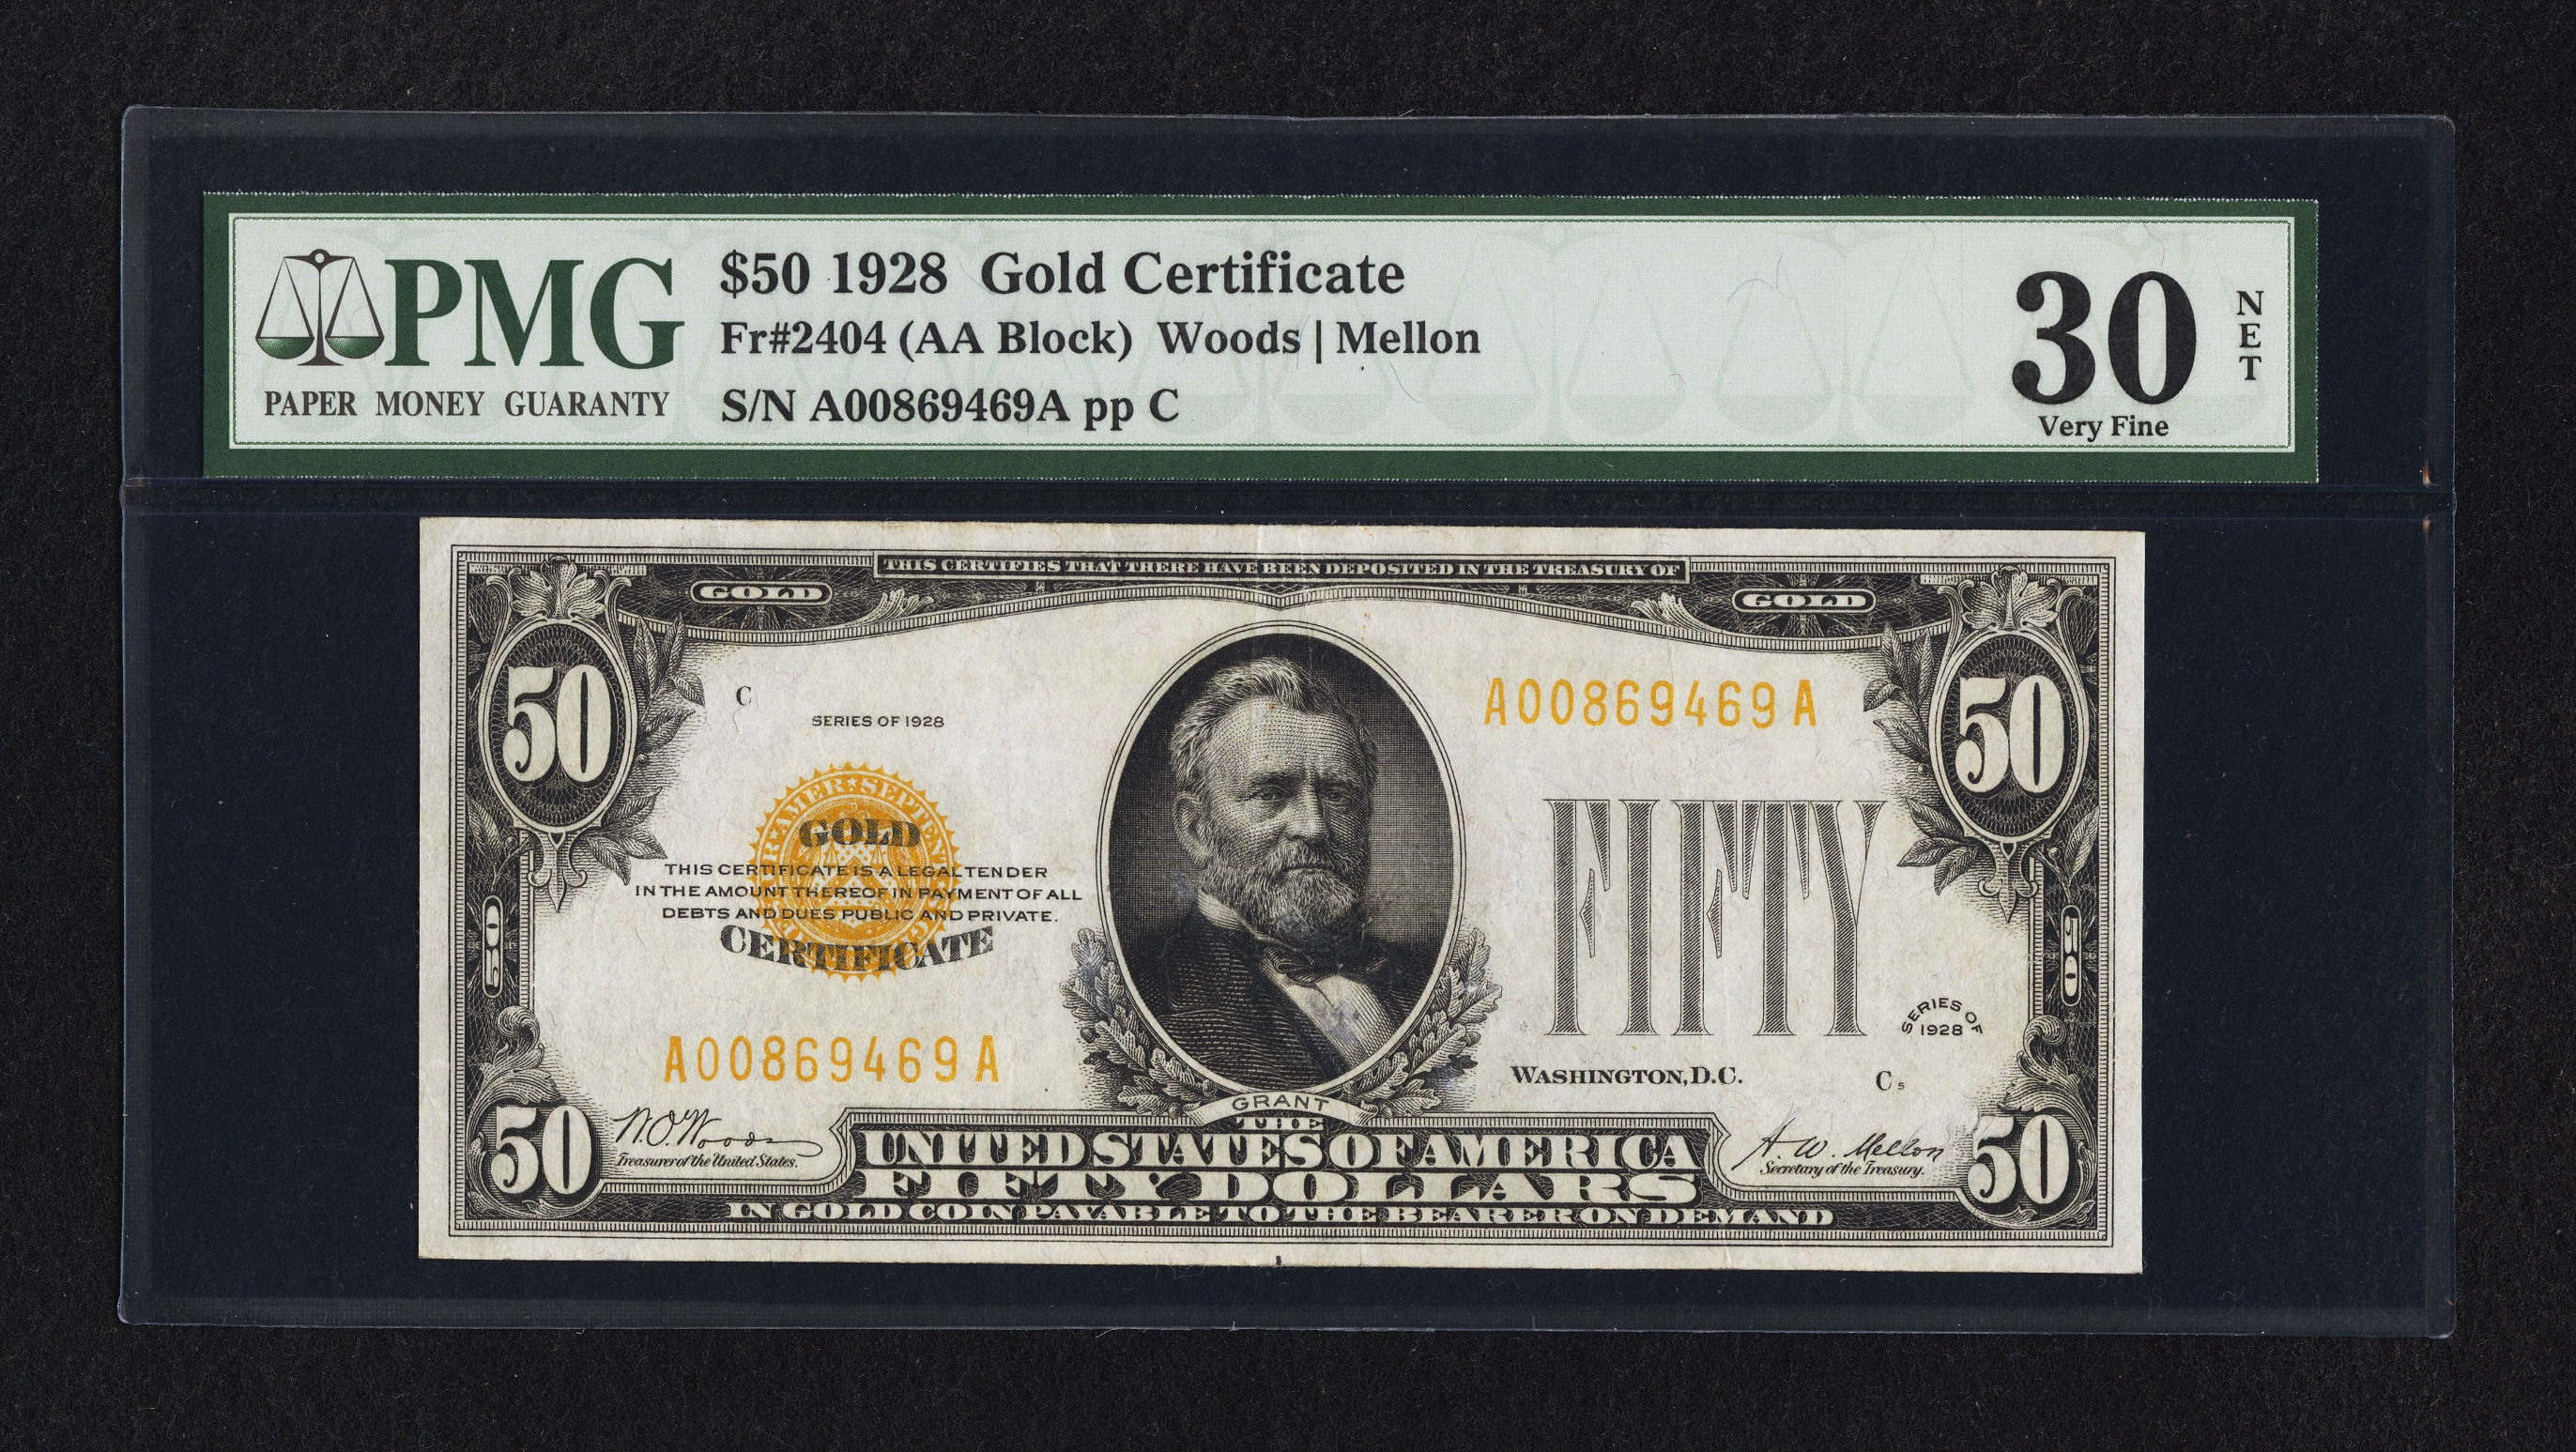 PMG
PAPER MONEY GUARANTY
$50 1928 Gold Certificate
Fr#2404 (AA Block) Woods | Mellon
S/N A00869469A pp C
30
Very Fine
NET
THIS CERTIFIES THAT THERE HAVE BEEN DEPOSITED IN THE TREASURY OF
GOLD
GOLD
50
50
C
SERIES OF 1928
A00869469A
GOLD
THIS CERTIFICATE IS A LEGAL TENDER
IN THE AMOUNT THEREOF IN PAYMENT OF ALL
DEBTS AND DUES PUBLIC AND PRIVATE.
CERTIFICATE
FIFTY
50
50
SERIES OF
1928
A00869469A
WASHINGTON, D.C.
C5
GRANT
50
W.O. Woods
Treasurer of the United States.
THE
UNITED STATES OF AMERICA
FIFTY DOLLARS
IN GOLD COIN PAYABLE TO THE BEARER ON DEMAND
A. W. Mellon
Secretary of the Treasury.
50